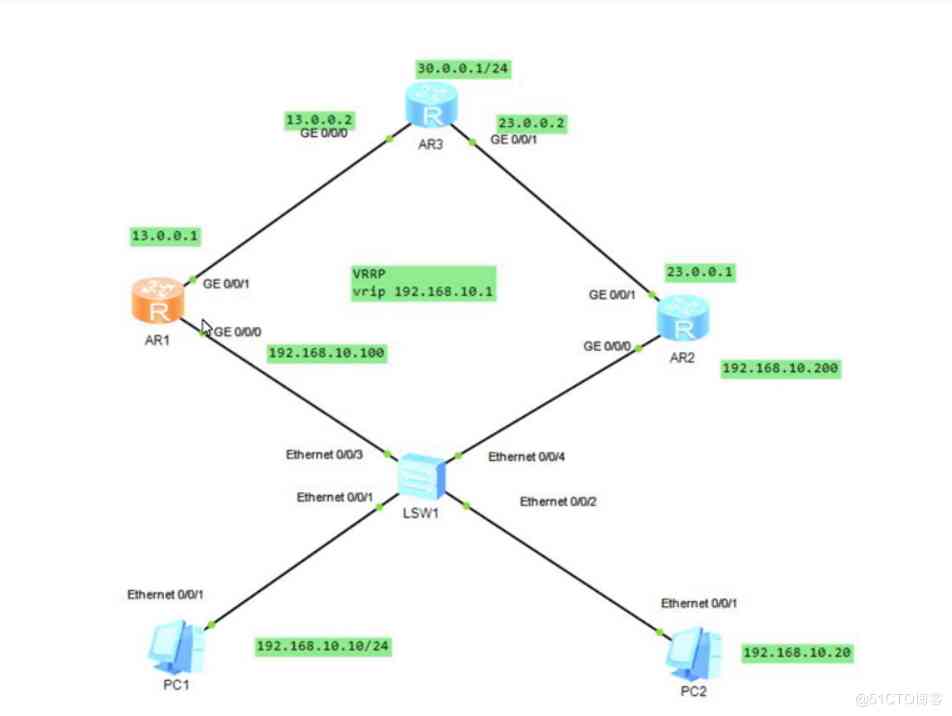 30.0.0.1/24
13.0.0.2
GE 0/0/0
23.0.0.2
GE 0/0/1
AR3
13.0.0.1
GE 0/0/1
VRRP
vrip 192.168.10.1
23.0.0.1
GE 0/0/1
AR1
GE 0/0/0
192.168.10.100
GE 0/0/0
AR2
192.168.10.200
Ethernet 0/0/3
Ethernet 0/0/4
Ethernet 0/0/1
Ethernet 0/0/2
LSW1
Ethernet 0/0/1
Ethernet 0/0/1
192.168.10.10/24
192.168.10.20
PC1
PC2
@51CTO博客